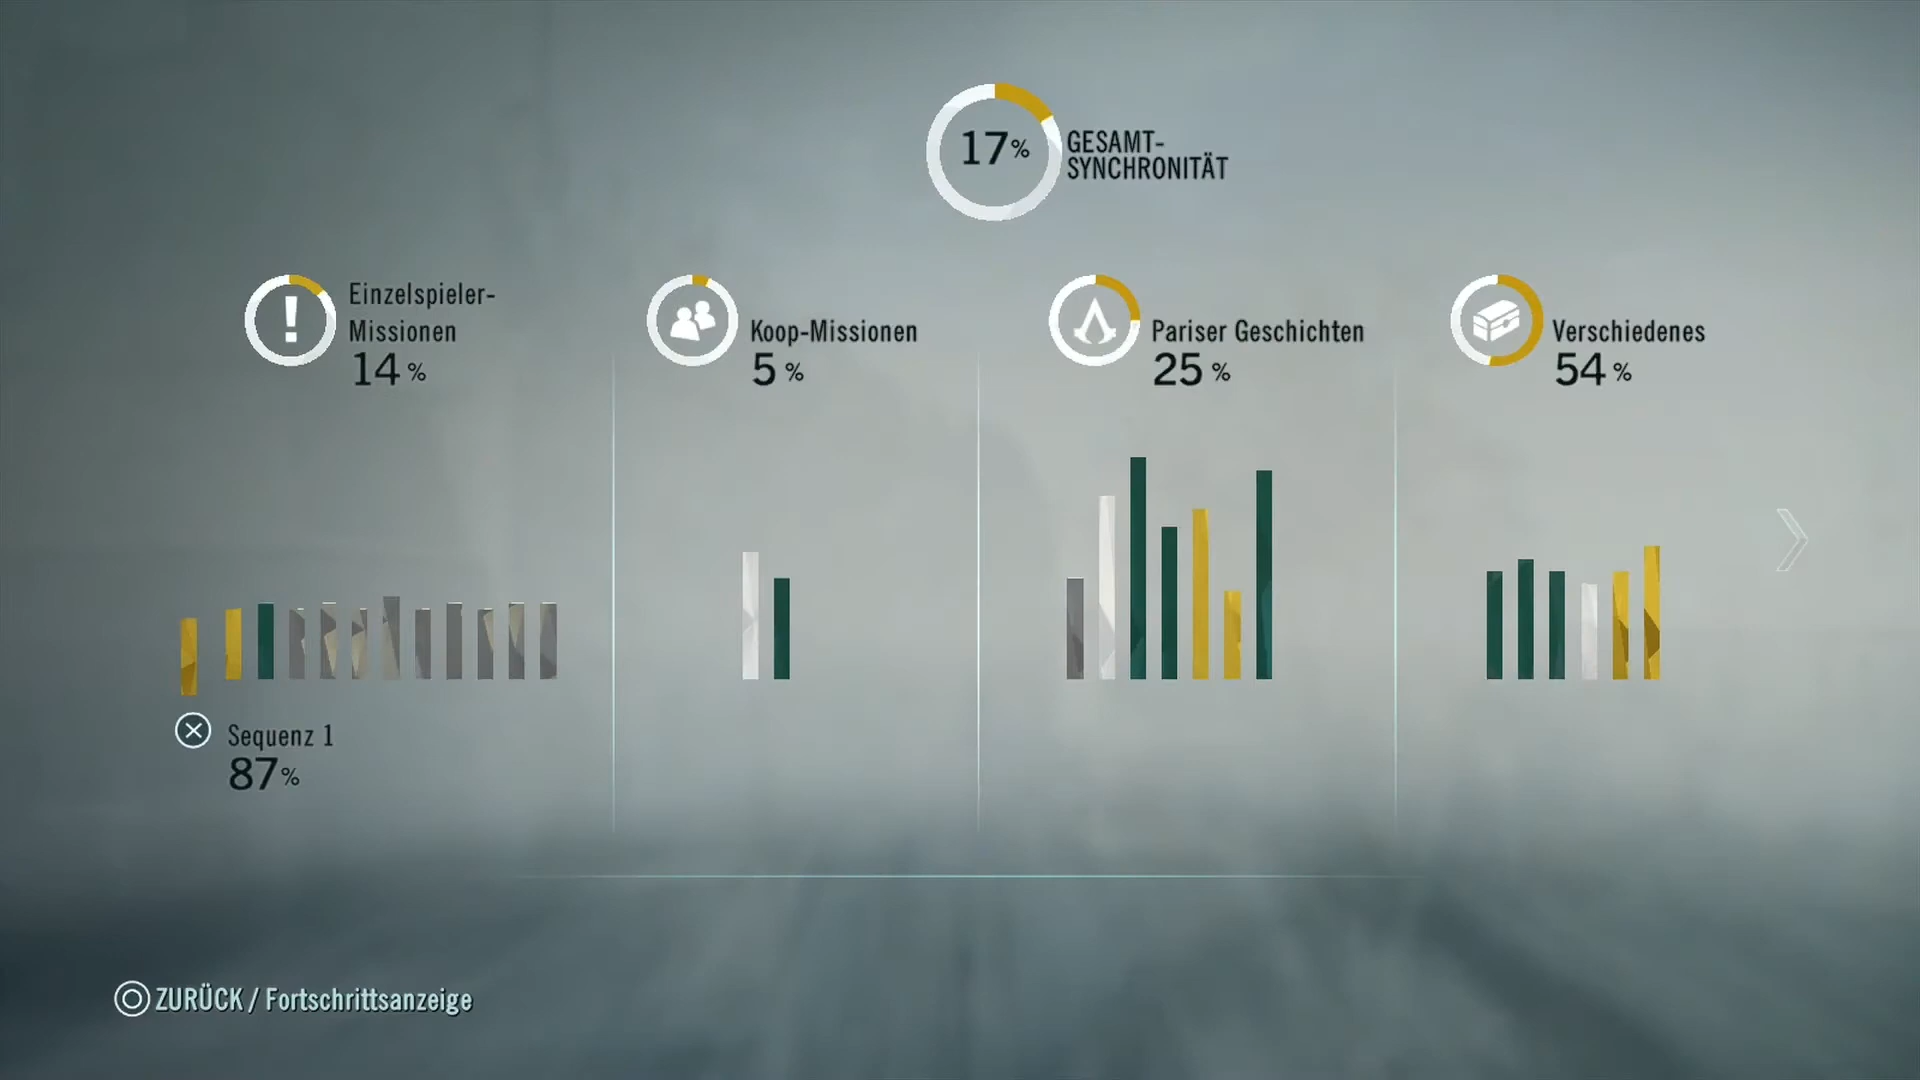 17%
GESAMT-
SYNCHRONITÄT
Einzelspieler-
Missionen
14 %
Koop-Missionen
5 %
Pariser Geschichten
25 %
Verschiedenes
54 %
Sequenz 1
87%
ZURÜCK / Fortschrittsanzeige